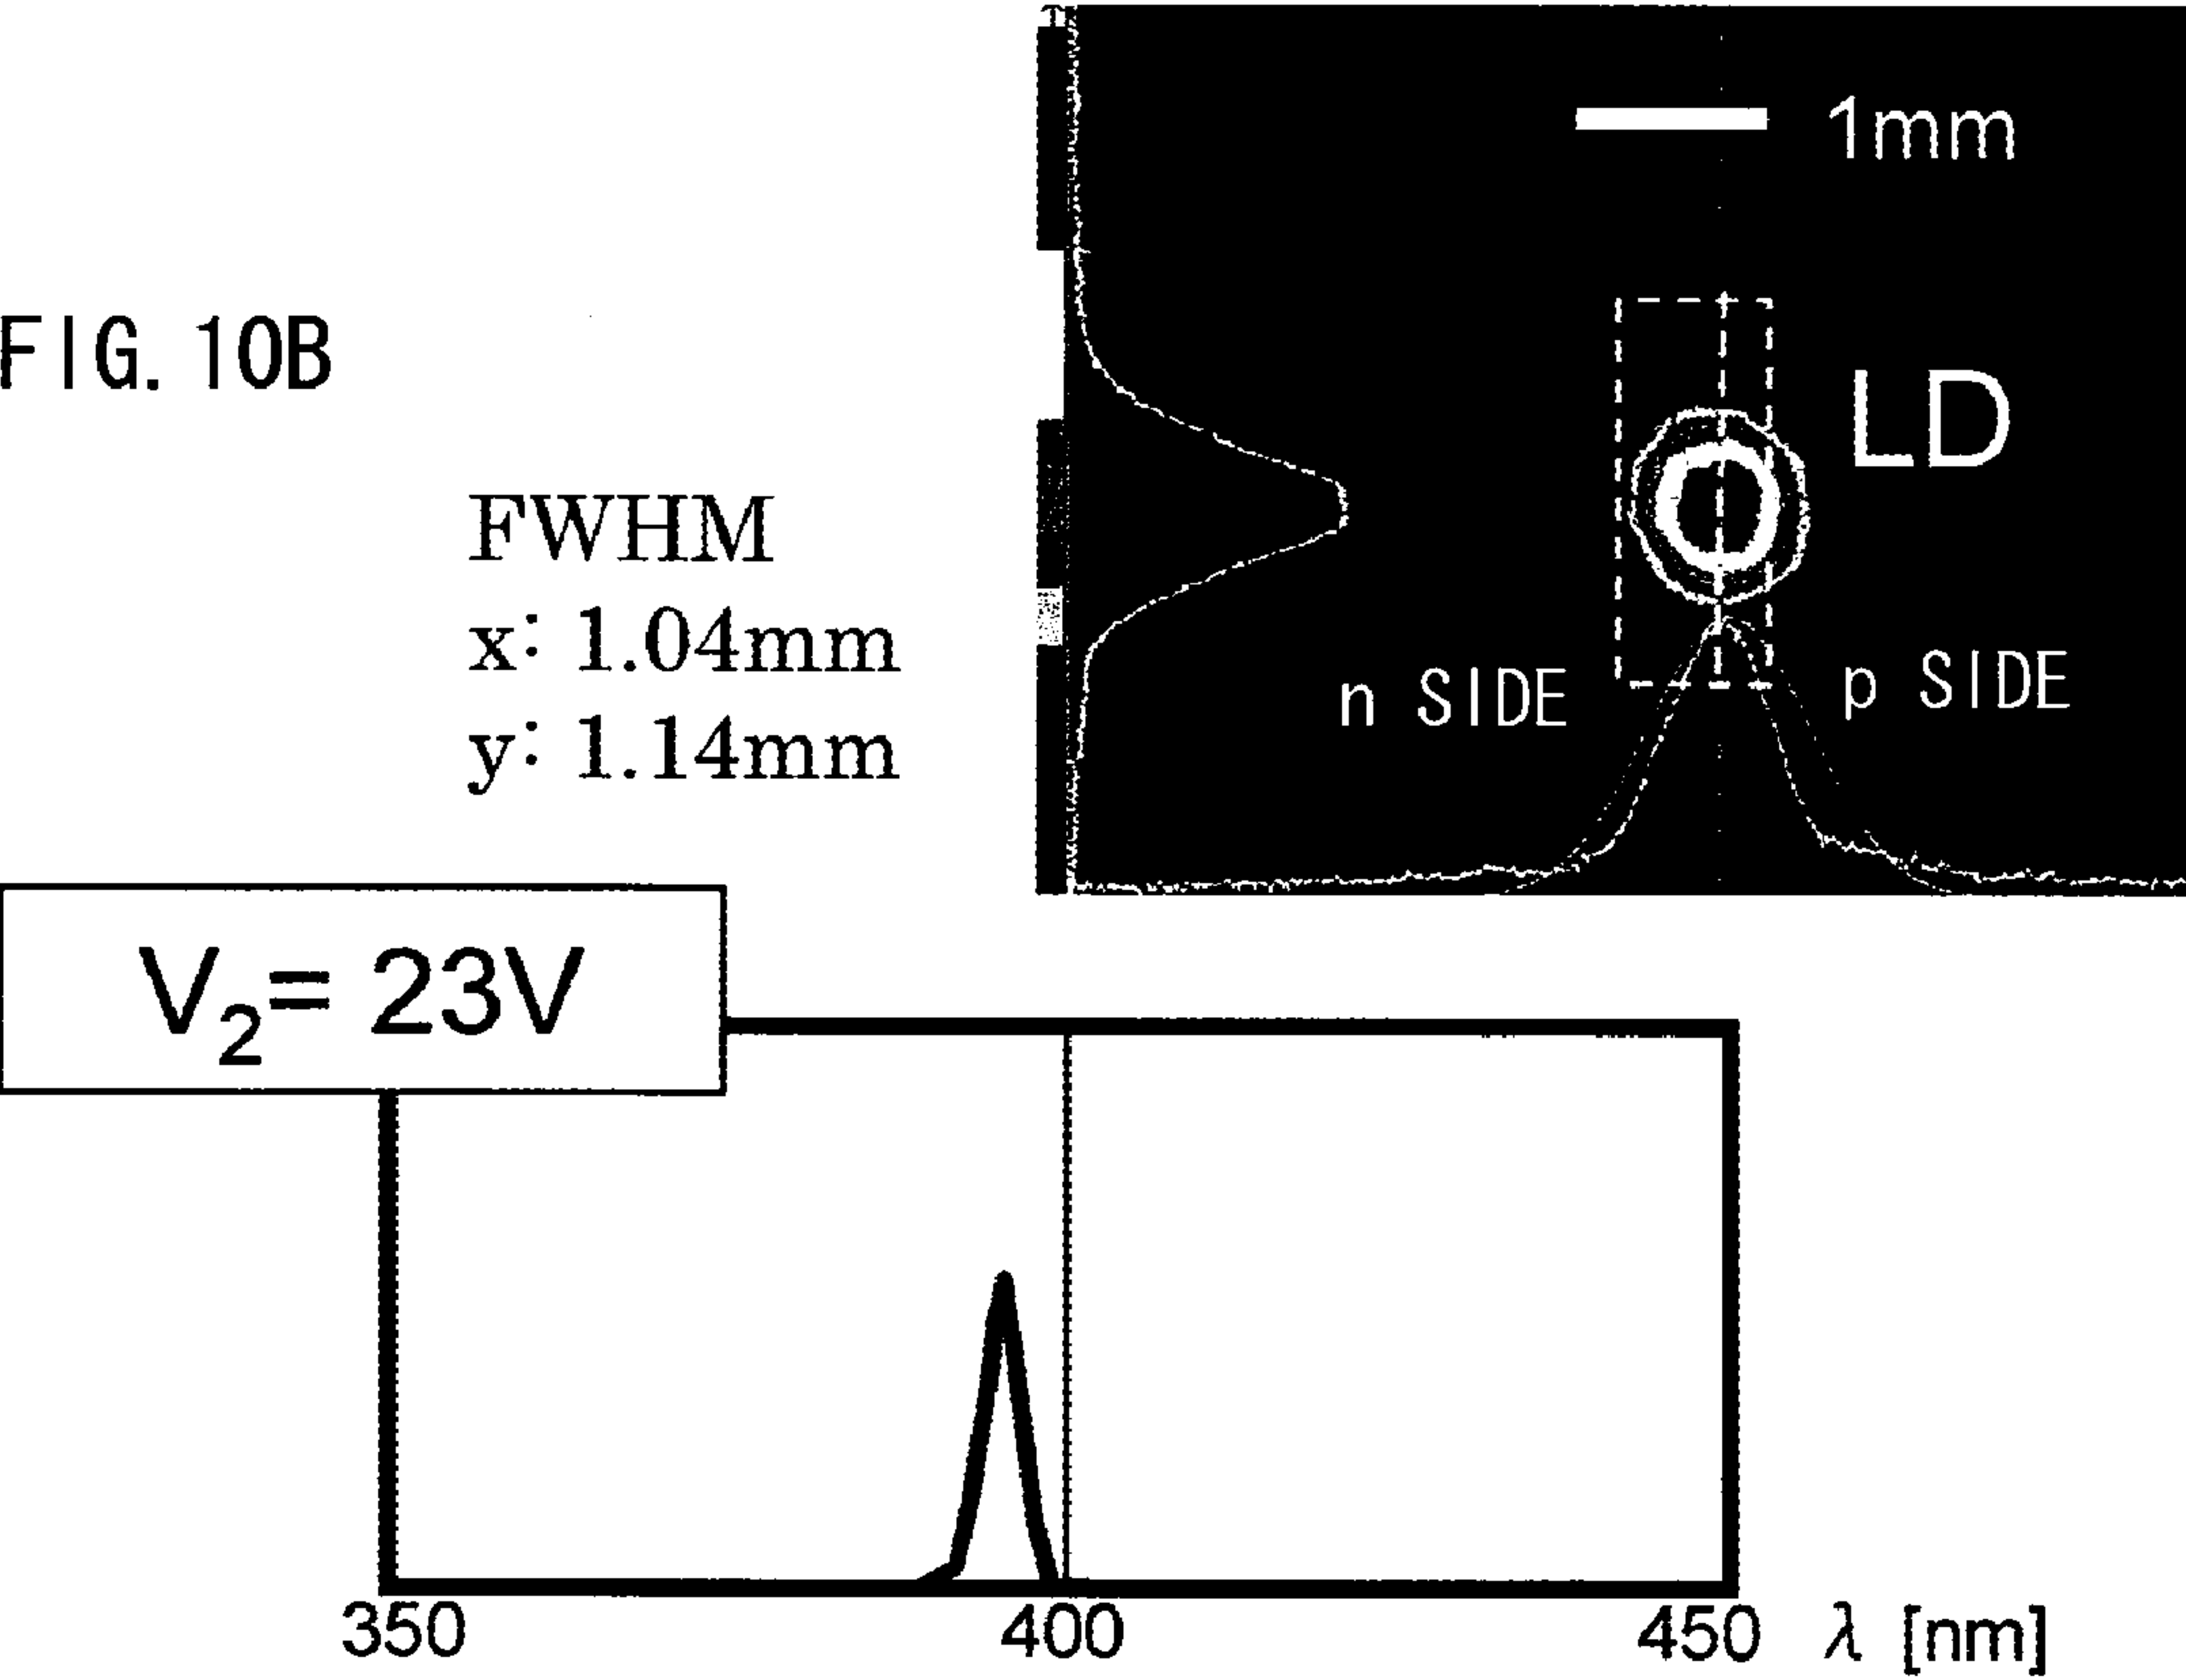 1mm
FIG. 10B
LD
FWHM
x: 1.04mm
y: 1.14mm
n SIDE
p SIDE
V₂= 23V
350
400
450
λ [nm]